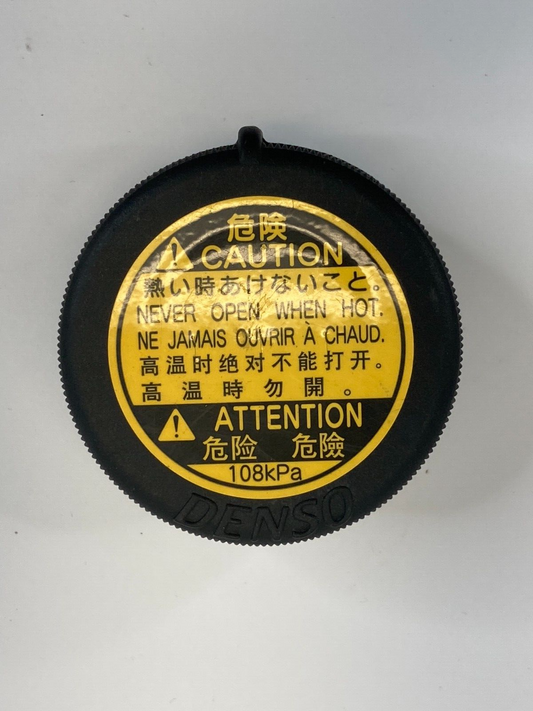 危険
CAUTION
熱い時あけないこと。
NEVER OPEN WHEN HOT.
NE JAMAIS OUVRIR À CHAUD.
高温时绝对不能打开。
高温時勿開。
ATTENTION
危险 危險
108kPa
DENSO